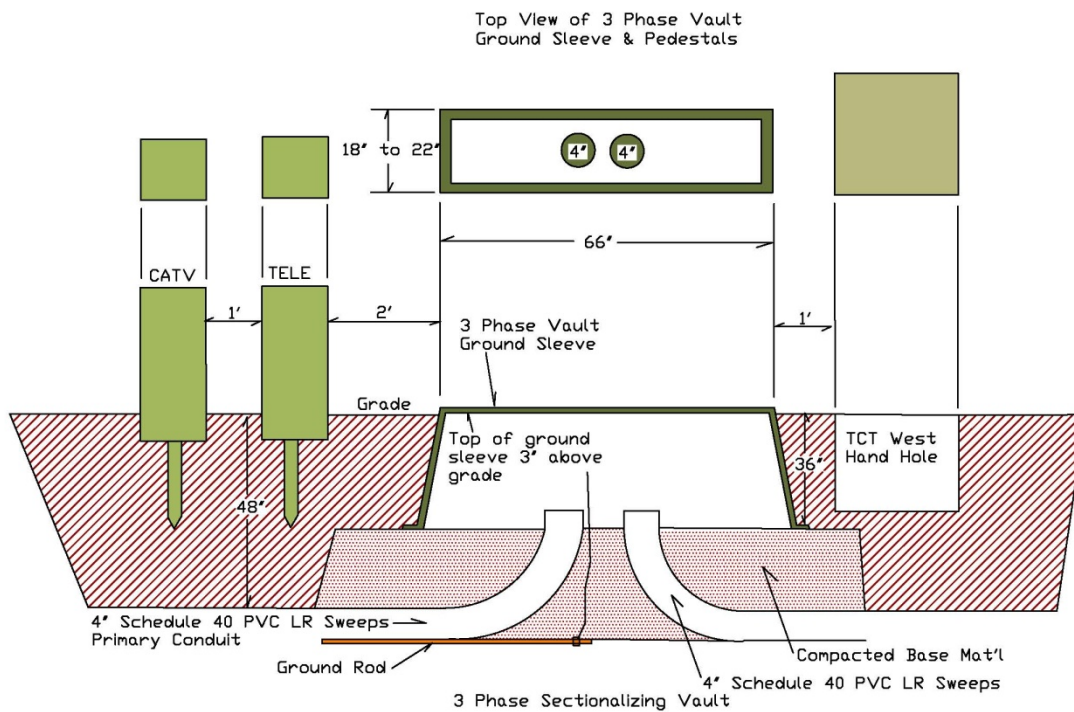 Top View of 3 Phase Vault
Ground Sleeve & Pedestals
18" to 22"
4" 4"
66"
CATV
TELE
1'
2'
1'
3 Phase Vault
Ground Sleeve
Grade
Top of ground
sleeve 3" above
grade
36"
TCT West
Hand Hole
48"
4" Schedule 40 PVC LR Sweeps
Primary Conduit
Ground Rod
Compacted Base Mat'l
4" Schedule 40 PVC LR Sweeps
3 Phase Sectionalizing Vault